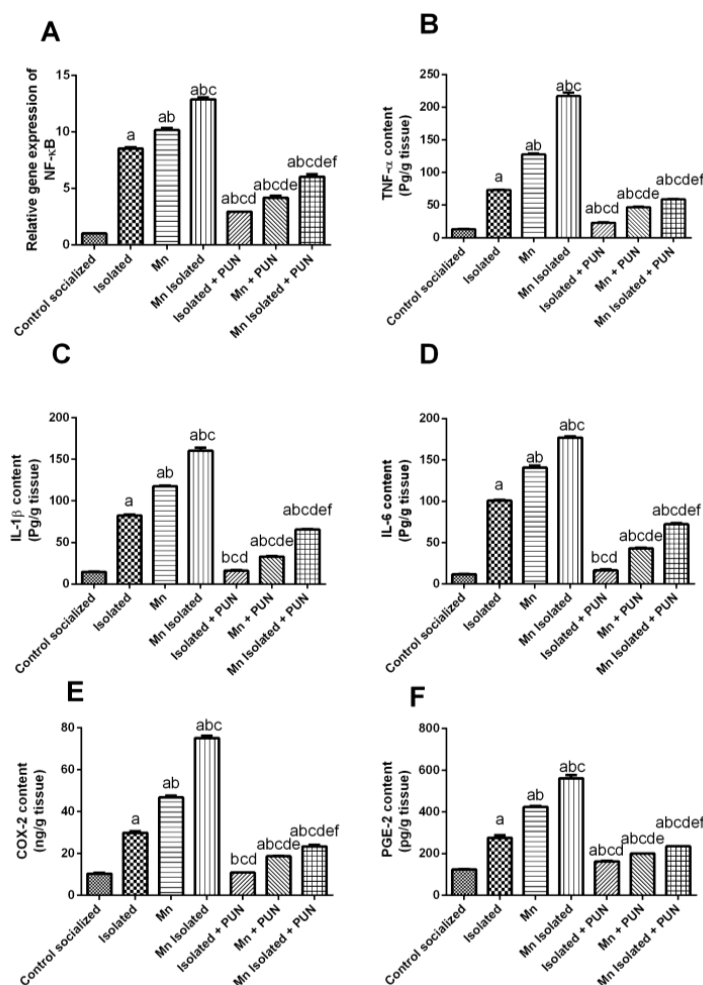 A
Relative gene expression of
NF-κB
15
10
5
0
a
ab
abc
abcd
abcde
abcdef
Control socialized
Isolated
Mn
Mn Isolated
Isolated + PUN
Mn + PUN
Mn Isolated + PUN
B
TNF-α content
(Pg/g tissue)
250
200
150
100
50
0
a
ab
abc
abcd
abcde
abcdef
Control socialized
Isolated
Mn
Mn Isolated
Isolated + PUN
Mn + PUN
Mn Isolated + PUN
C
IL-1β content
(Pg/g tissue)
200
150
100
50
0
a
ab
abc
bcd
abcde
abcdef
Control socialized
Isolated
Mn
Mn Isolated
Isolated + PUN
Mn + PUN
Mn Isolated + PUN
D
IL-6 content
(Pg/g tissue)
200
150
100
50
0
a
ab
abc
bcd
abcde
abcdef
Control socialized
Isolated
Mn
Mn Isolated
Isolated + PUN
Mn + PUN
Mn Isolated + PUN
E
COX-2 content
(ng/g tissue)
80
60
40
20
0
a
ab
abc
bcd
abcde
abcdef
Control socialized
Isolated
Mn
Mn Isolated
Isolated + PUN
Mn + PUN
Mn Isolated + PUN
F
PGE-2 content
(pg/g tissue)
800
600
400
200
0
a
ab
abc
abcd
abcde
abcdef
Control socialized
Isolated
Mn
Mn Isolated
Isolated + PUN
Mn + PUN
Mn Isolated + PUN